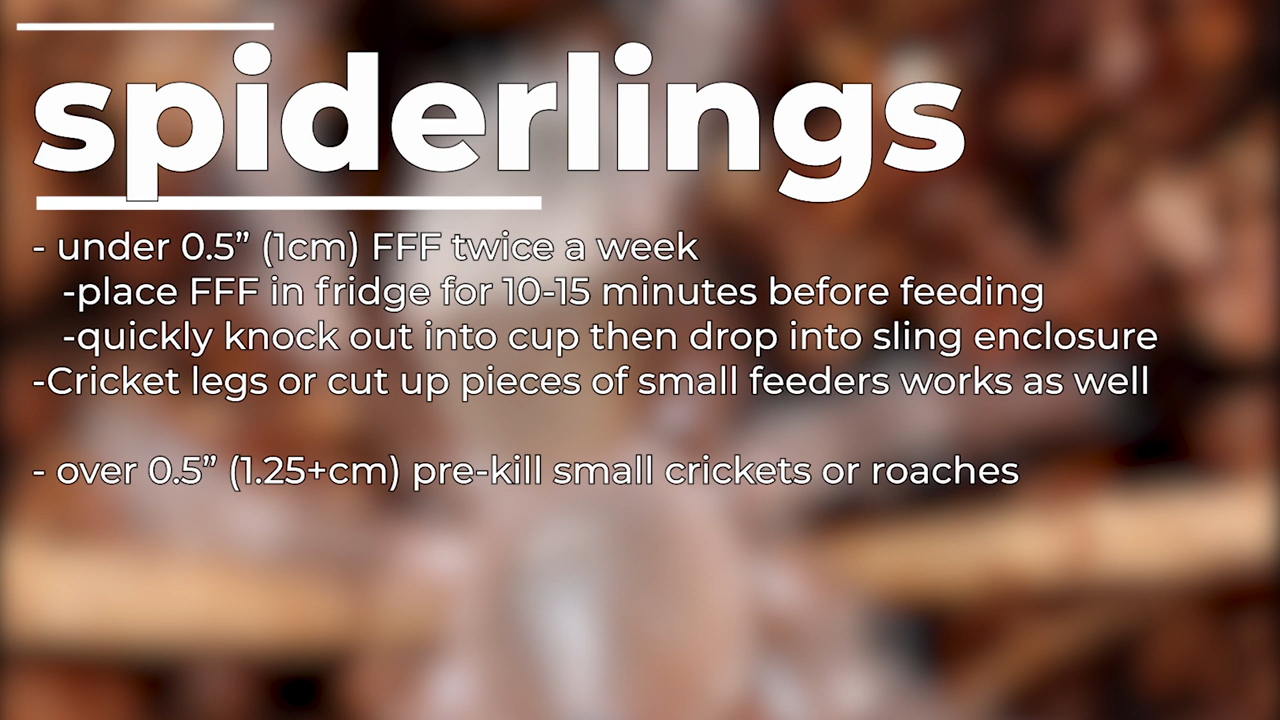 spiderlings
- under 0.5” (1cm) FFF twice a week
-place FFF in fridge for 10-15 minutes before feeding
-quickly knock out into cup then drop into sling enclosure
-Cricket legs or cut up pieces of small feeders works as well
- over 0.5” (1.25+cm) pre-kill small crickets or roaches